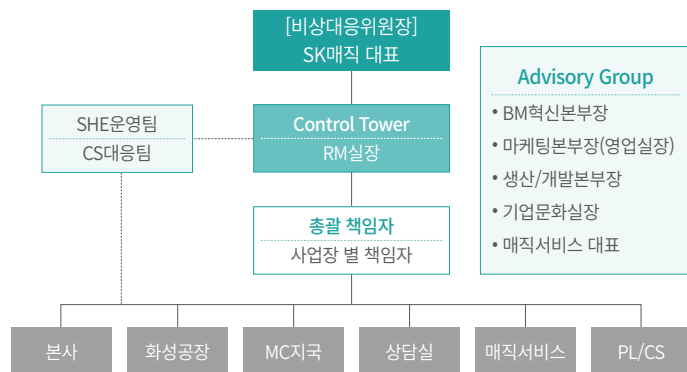 [비상대응위원장]
SK매직 대표
SHE운영팀
CS대응팀
Control Tower
RM실장
총괄 책임자
사업장 별 책임자
Advisory Group
• BM혁신본부장
• 마케팅본부장(영업실장)
• 생산/개발본부장
• 기업문화실장
• 매직서비스 대표
본사
화성공장
MC지국
상담실
매직서비스
PL/CS